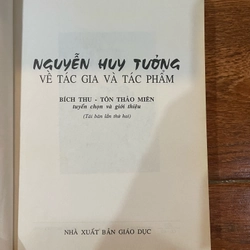 NGUYỄN HUY TƯỞNG
VỀ TÁC GIA VÀ TÁC PHẨM
BÍCH THU - TÔN THẢO MIÊN
tuyển chọn và giới thiệu
(Tái bản lần thứ hai)
NHÀ XUẤT BẢN GIÁO DỤC